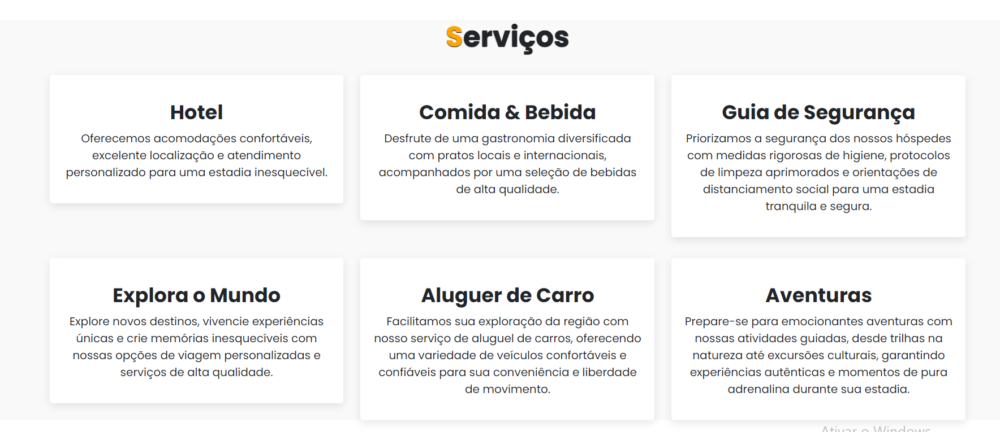 Serviços
Hotel
Oferecemos acomodações confortáveis,
excelente localização e atendimento
personalizado para uma estadia inesquecível.
Comida & Bebida
Desfrute de uma gastronomia diversificada
com pratos locais e internacionais,
acompanhados por uma seleção de bebidas
de alta qualidade.
Guia de Segurança
Priorizamos a segurança dos nossos hóspedes
com medidas rigorosas de higiene, protocolos
de limpeza aprimorados e orientações de
distanciamento social para uma estadia
tranquila e segura.
Explora o Mundo
Explore novos destinos, vivencie experiências
únicas e crie memórias inesquecíveis com
nossas opções de viagem personalizadas e
serviços de alta qualidade.
Aluguer de Carro
Facilitamos sua exploração da região com
nosso serviço de aluguel de carros, oferecendo
uma variedade de veículos confortáveis e
confiáveis para sua conveniência e liberdade
de movimento.
Aventuras
Prepare-se para emocionantes aventuras com
nossas atividades guiadas, desde trilhas na
natureza até excursões culturais, garantindo
experiências autênticas e momentos de pura
adrenalina durante sua estadia.
Ativar o Windows